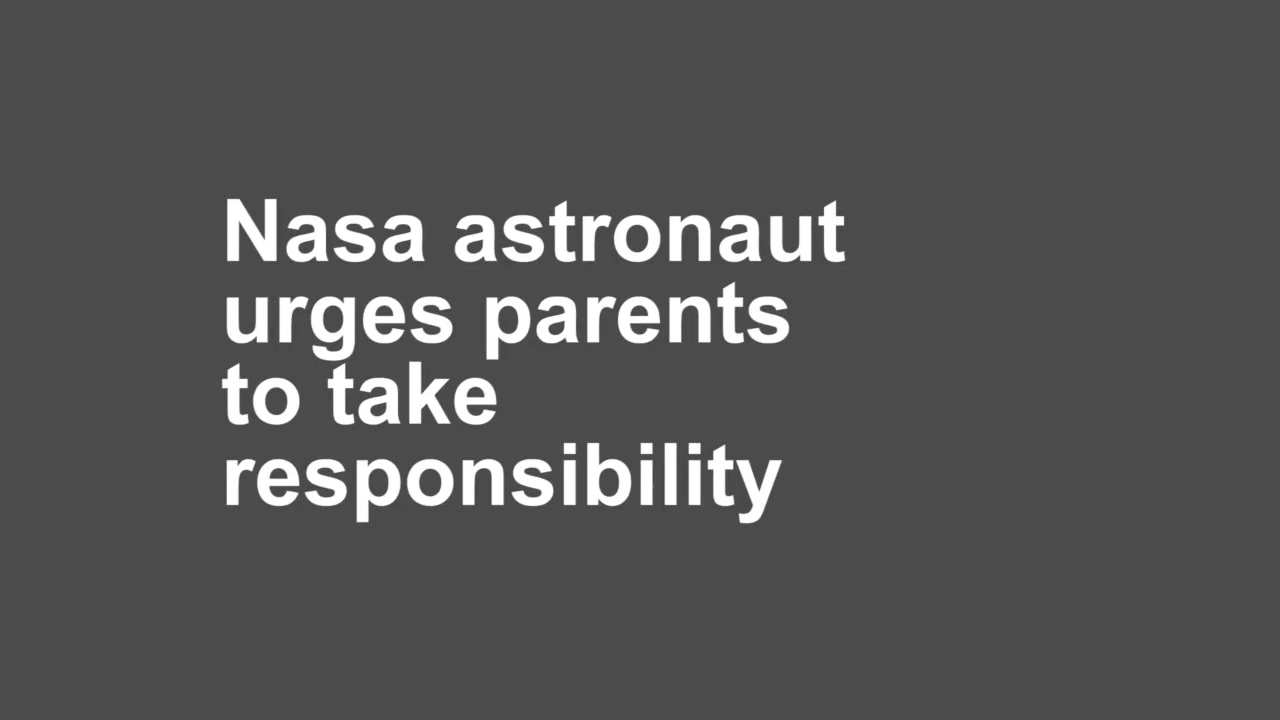 Nasa astronaut
urges parents
to take
responsibility